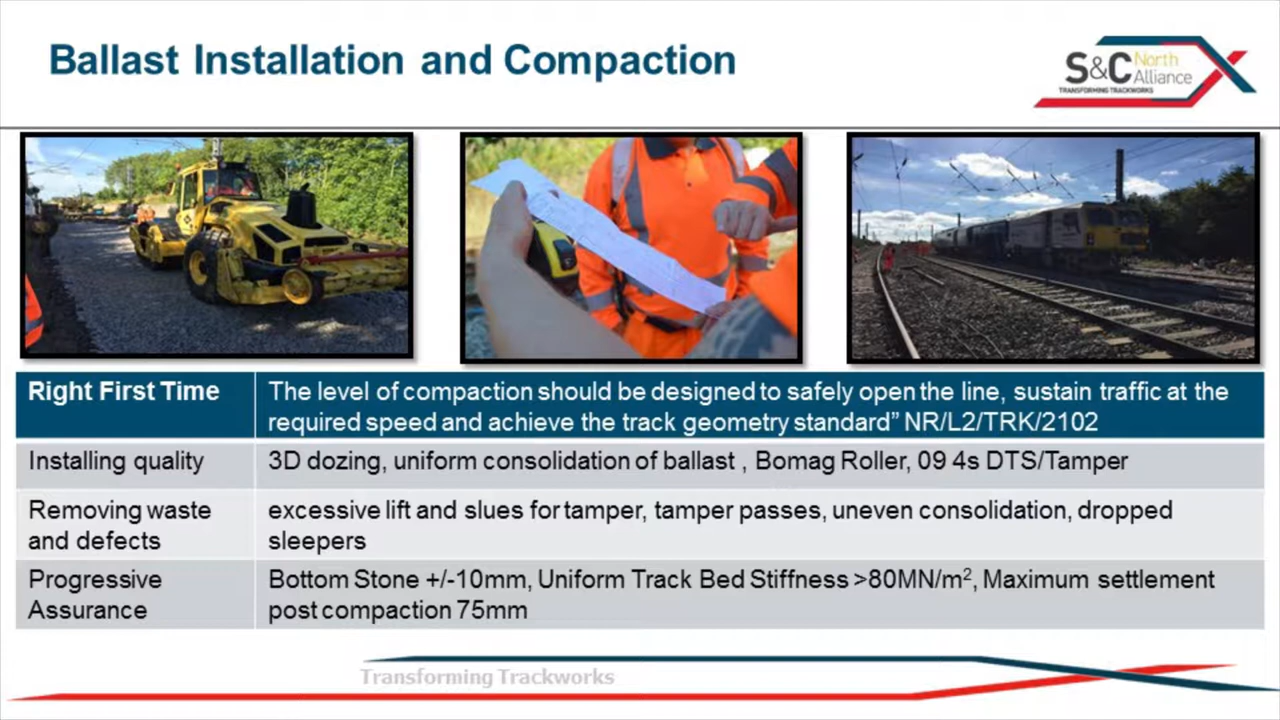 Ballast Installation and Compaction
S&C North
Alliance
TRANSFORMING TRACKWORKS
Right First Time
The level of compaction should be designed to safely open the line, sustain traffic at the
required speed and achieve the track geometry standard” NR/L2/TRK/2102
Installing quality
3D dozing, uniform consolidation of ballast , Bomag Roller, 09 4s DTS/Tamper
Removing waste
and defects
excessive lift and slues for tamper, tamper passes, uneven consolidation, dropped
sleepers
Progressive
Assurance
Bottom Stone +/-10mm, Uniform Track Bed Stiffness >80MN/m², Maximum settlement
post compaction 75mm
Transforming Trackworks